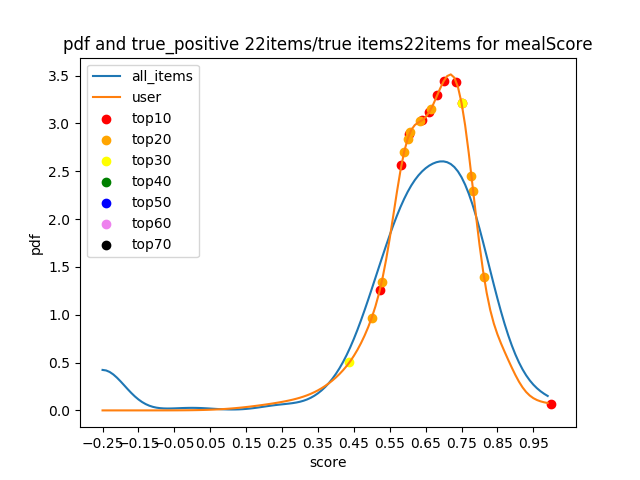 pdf and true_positive 22items/true items22items for mealScore
all_items
user
top10
top20
top30
top40
top50
top60
top70
3.5
3.0
2.5
2.0
1.5
1.0
0.5
0.0
pdf
−0.25 −0.15 −0.05 0.05 0.15 0.25 0.35 0.45 0.55 0.65 0.75 0.85 0.95
score